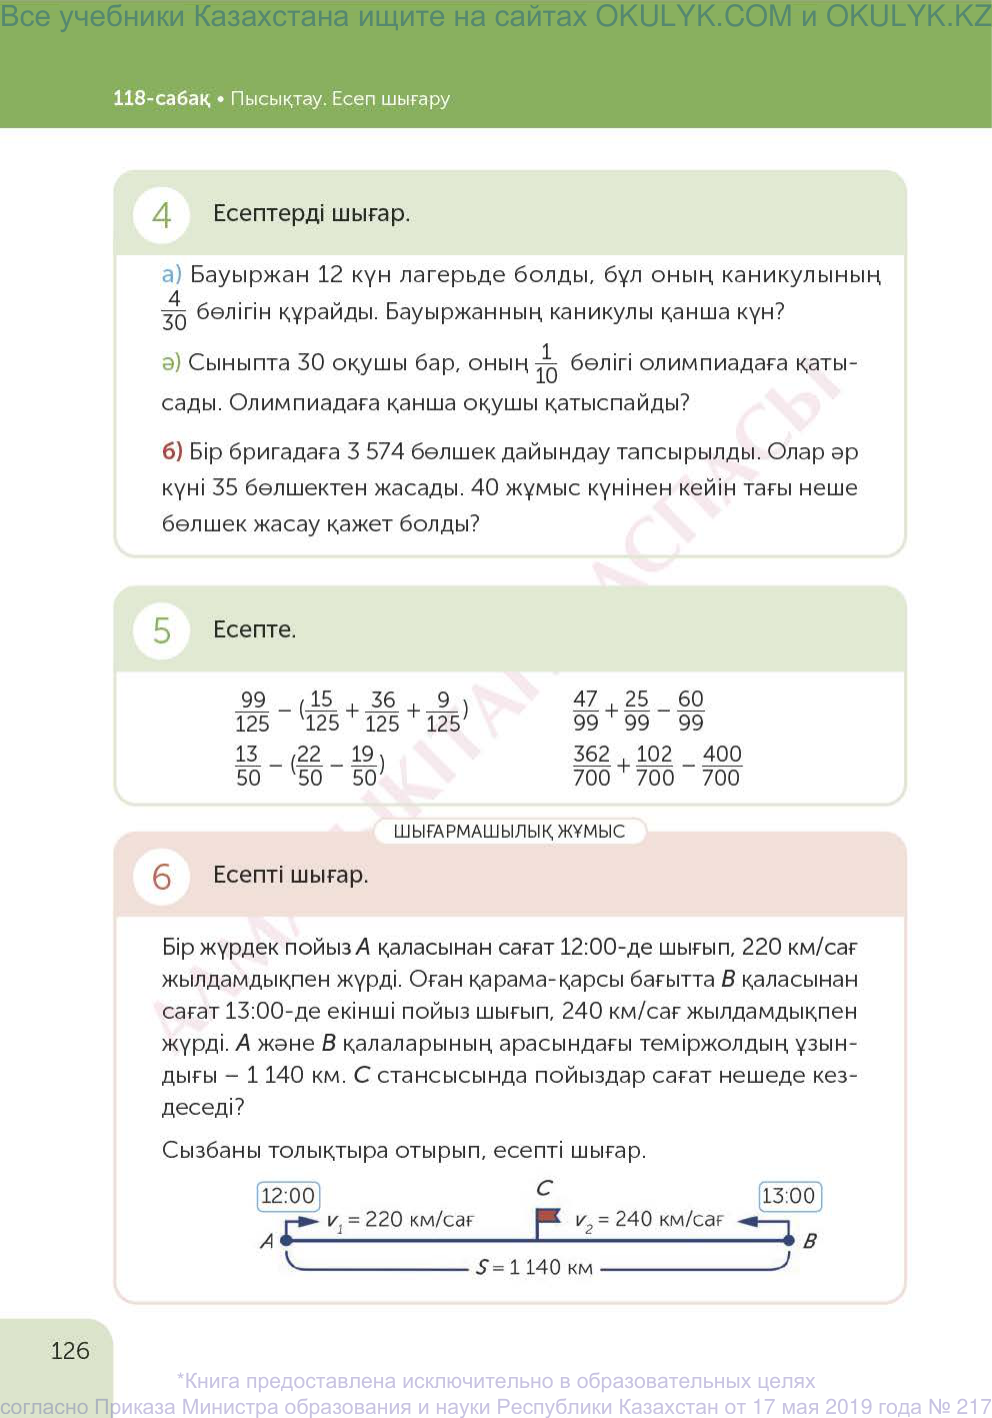 Все учебники Казахстана ищите на сайтах OKULYK.COM и OKULYK.KZ
118-сабақ • Пысықтау. Есеп шығару
4 Есептерді шығар.
а) Бауыржан 12 күн лагерьде болды, бұл оның каникулының
4/30 бөлігін құрайды. Бауыржанның каникулы қанша күн?
ә) Сыныпта 30 оқушы бар, оның 1/10 бөлігі олимпиадаға қаты-
сады. Олимпиадаға қанша оқушы қатыспайды?
б) Бір бригадаға 3 574 бөлшек дайындау тапсырылды. Олар әр
күні 35 бөлшектен жасады. 40 жұмыс күнінен кейін тағы неше
бөлшек жасау қажет болды?
5 Есепте.
99/125 – (15/125 + 36/125 + 9/125) 47/99 + 25/99 – 60/99
13/50 – (22/50 – 19/50) 362/700 + 102/700 – 400/700
ШЫҒАРМАШЫЛЫҚ ЖҰМЫС
6 Есепті шығар.
Бір жүрдек пойыз А қаласынан сағат 12:00-де шығып, 220 км/сағ
жылдамдықпен жүрді. Оған қарама-қарсы бағытта В қаласынан
сағат 13:00-де екінші пойыз шығып, 240 км/сағ жылдамдықпен
жүрді. А және В қалаларының арасындағы теміржолдың ұзын-
дығы – 1 140 км. С стансысында пойыздар сағат нешеде кез-
деседі?
Сызбаны толықтыра отырып, есепті шығар.
12:00 C 13:00
v₁ = 220 км/сағ v₂ = 240 км/сағ
A B
S = 1 140 км
126
*Книга предоставлена исключительно в образовательных целях
согласно Приказа Министра образования и науки Республики Казахстан от 17 мая 2019 года № 217